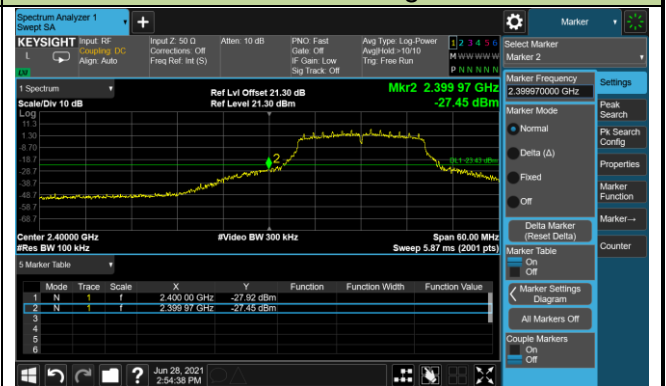 Spectrum Analyzer 1
Swept SA
Marker
KEYSIGHT
L
Input: RF
Coupling: DC
Align: Auto
Input Z: 50 Ω
Corrections: Off
Freq Ref: Int (S)
Atten: 10 dB
PNO: Fast
Gate: Off
IF Gain: Low
Sig Track: Off
Avg Type: Log-Power
Avg|Hold:>10/10
Trig: Free Run
1 2 3 4 5 6
M W W W W W
P N N N N N
Select Marker
Marker 2
1 Spectrum
Scale/Div 10 dB
Ref Lvl Offset 21.30 dB
Ref Level 21.30 dBm
Mkr2 2.399 97 GHz
-27.45 dBm
Log
11.3
1.30
-8.70
-18.7
-28.7
-38.7
-48.7
-58.7
-68.7
2
DL1 -23.43 dBm
Center 2.40000 GHz
#Res BW 100 kHz
#Video BW 300 kHz
Span 60.00 MHz
Sweep 5.87 ms (2001 pts)
5 Marker Table
Mode Trace Scale X Y Function Function Width Function Value
1 N 1 f 2.400 00 GHz -27.92 dBm
2 N 1 f 2.399 97 GHz -27.45 dBm
3
4
5
6
Marker Frequency
2.399970000 GHz
Marker Mode
Normal
Delta (Δ)
Fixed
Off
Delta Marker
(Reset Delta)
Marker Table
On
Off
Marker Settings
Diagram
All Markers Off
Couple Markers
On
Off
Settings
Peak
Search
Pk Search
Config
Properties
Marker
Function
Marker→
Counter
Jun 28, 2021
2:54:38 PM